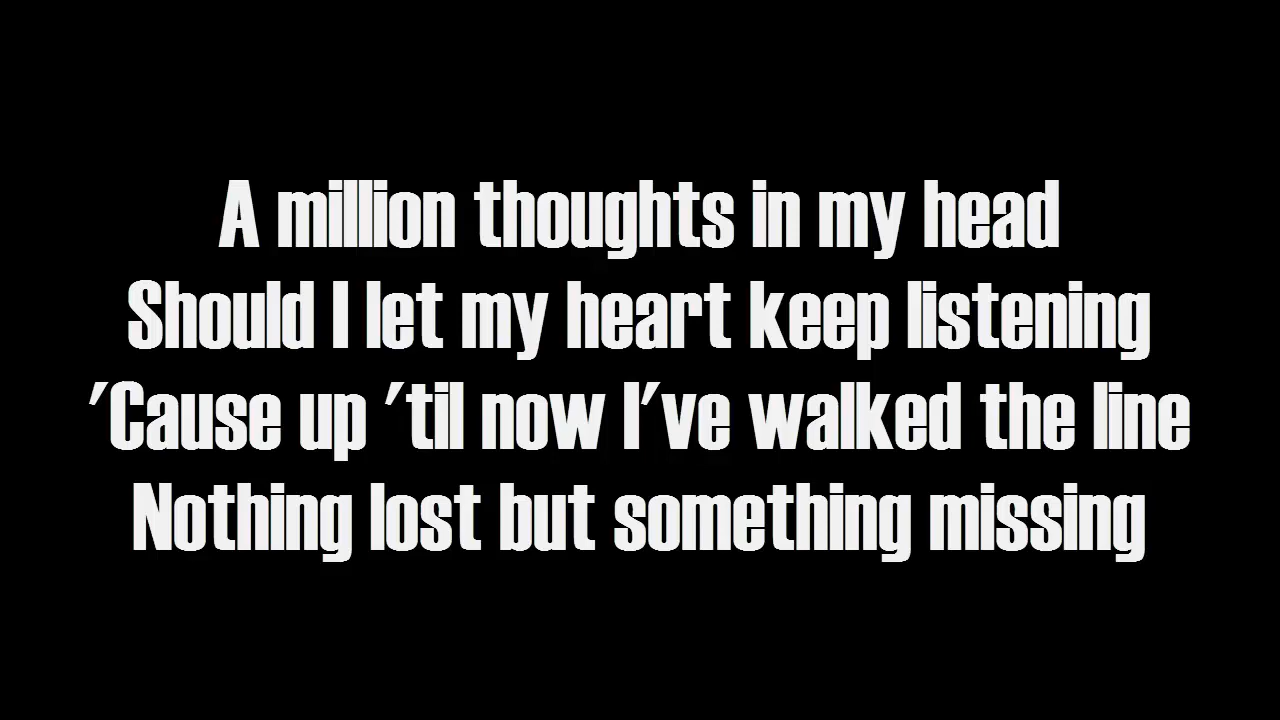 A million thoughts in my head
Should I let my heart keep listening
'Cause up 'til now I've walked the line
Nothing lost but something missing